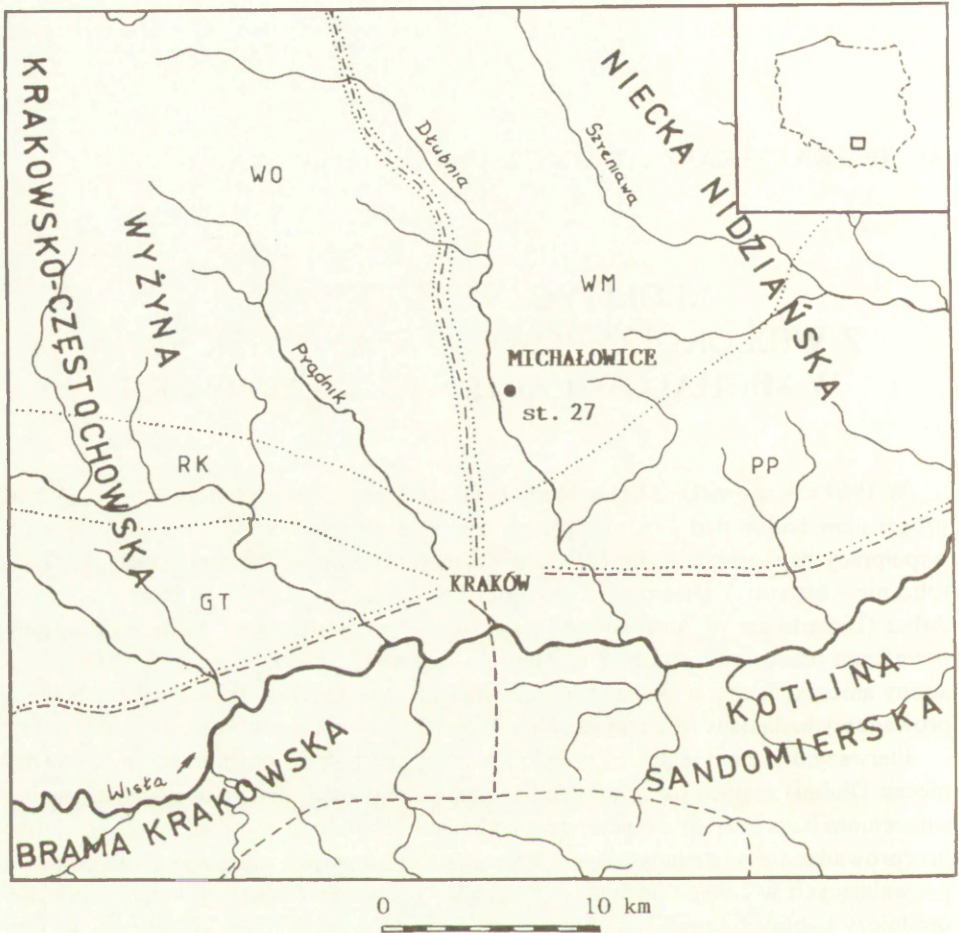 KRAKOWSKO-CZĘSTOCHOWSKA
WYŻYNA
WO
Dłubnia
Szreniawa
NIECKA NIDZIAŃSKA
WM
Prądnik
MICHAŁOWICE
st. 27
RK
PP
KRAKÓW
GT
KOTLINA
SANDOMIERSKA
Wisła
BRAMA KRAKOWSKA
0 10 km